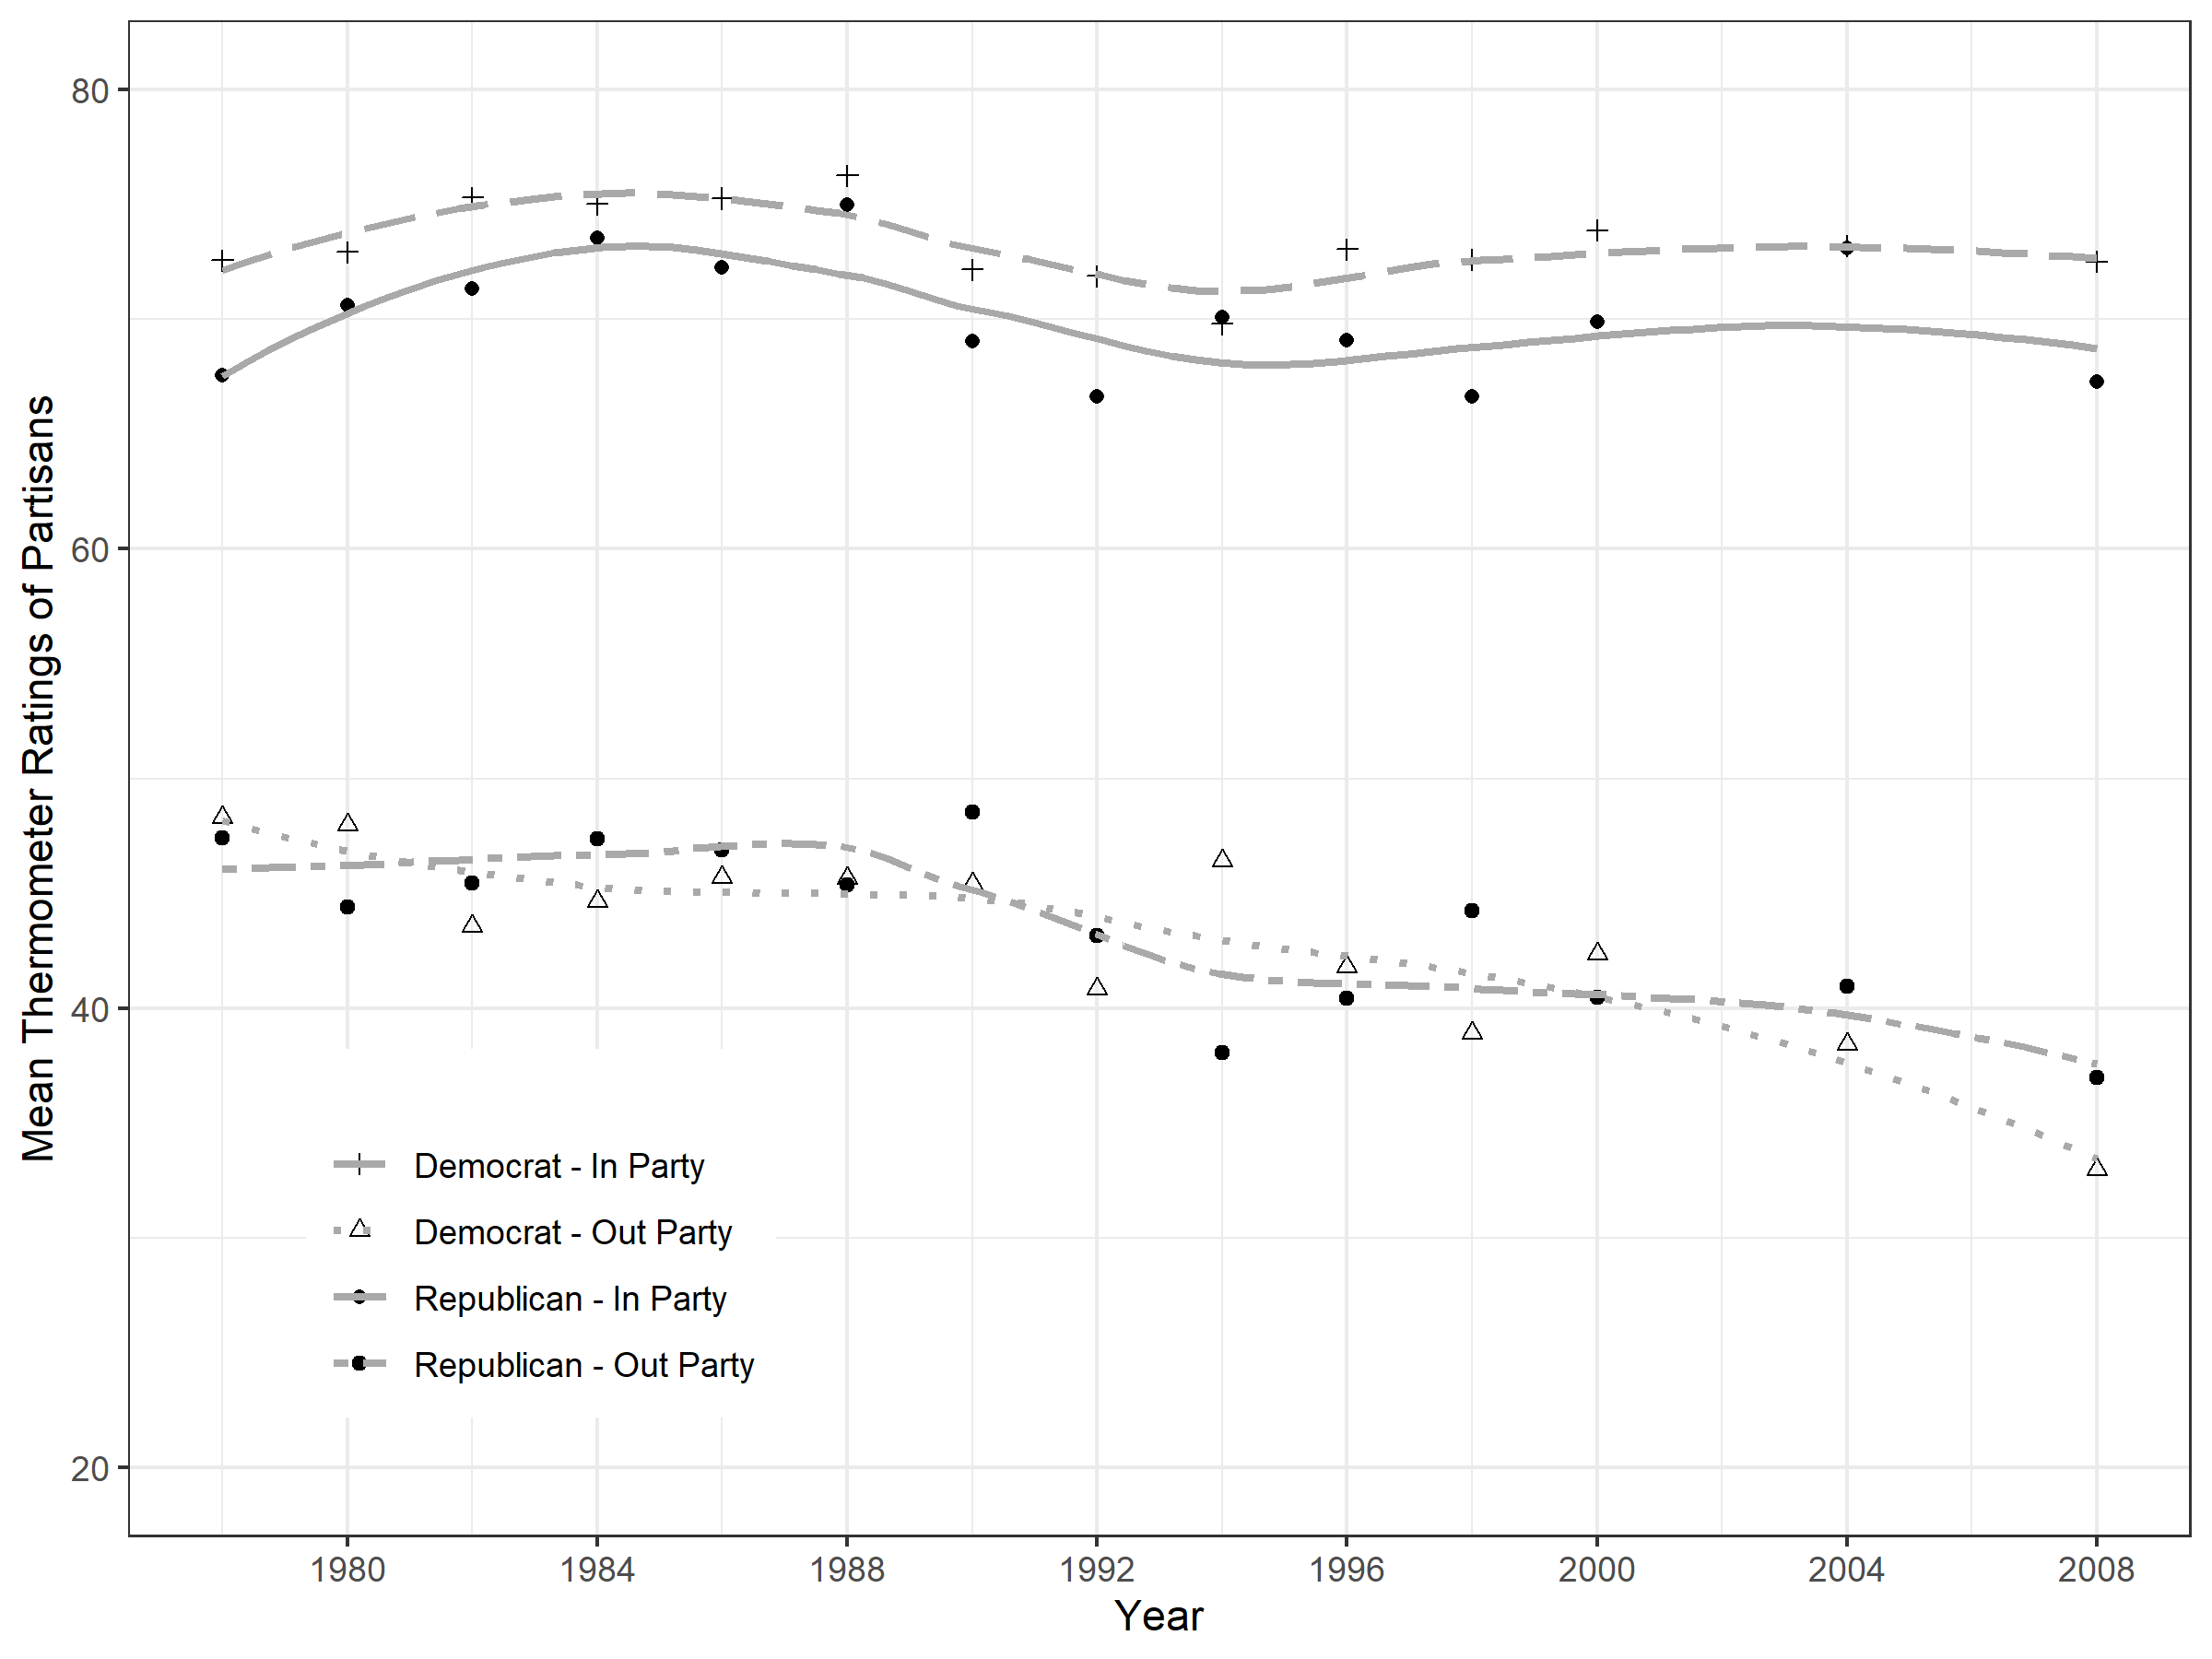 Mean Thermometer Ratings of Partisans
80
60
40
20
Democrat - In Party
Democrat - Out Party
Republican - In Party
Republican - Out Party
1980 1984 1988 1992 1996 2000 2004 2008
Year